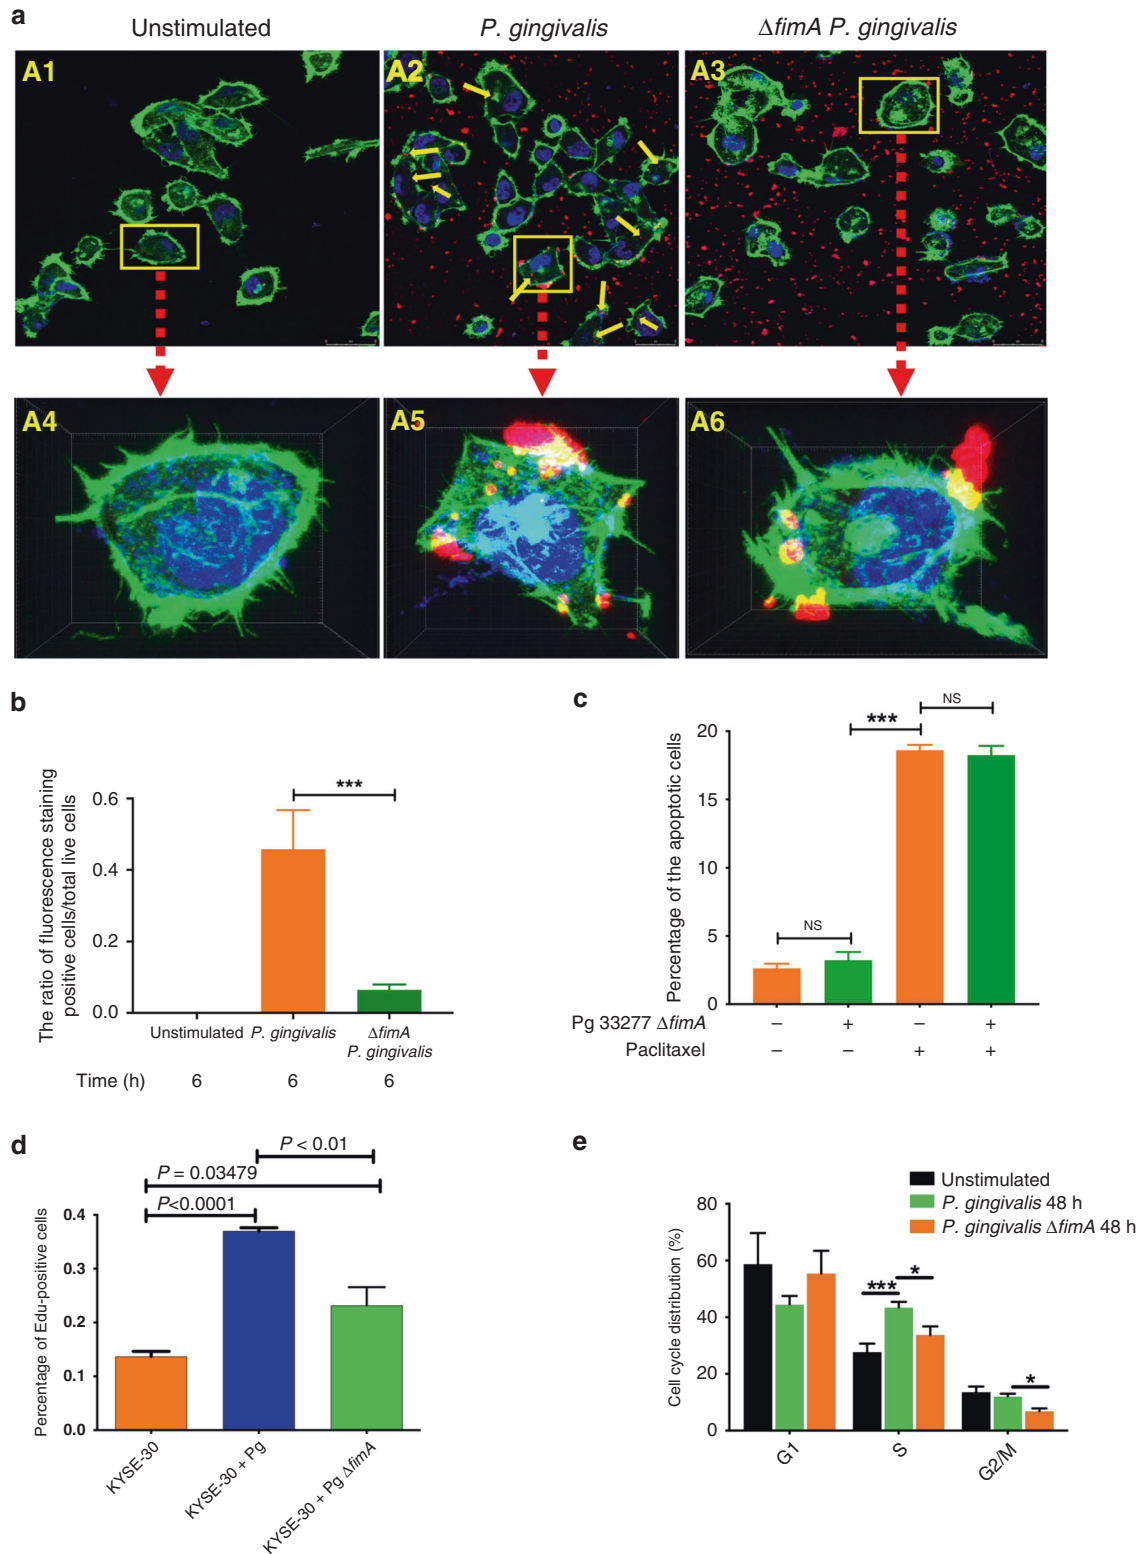 a
Unstimulated
P. gingivalis
ΔfimA P. gingivalis
A1
A2
A3
A4
A5
A6
b
The ratio of fluorescence staining
positive cells/total live cells
0.6
0.4
0.2
0.0
***
Unstimulated P. gingivalis ΔfimA
P. gingivalis
Time (h) 6 6 6
c
Percentage of the apoptotic cells
20
15
10
5
0
NS
***
NS
Pg 33277 ΔfimA – + – +
Paclitaxel – – + +
d
Percentage of Edu-positive cells
0.4
0.3
0.2
0.1
0.0
P < 0.01
P = 0.03479
P<0.0001
KYSE-30
KYSE-30 + Pg
KYSE-30 + Pg ΔfimA
e
Unstimulated
P. gingivalis 48 h
P. gingivalis ΔfimA 48 h
Cell cycle distribution (%)
80
60
40
20
0
***
*
*
G1
S
G2/M